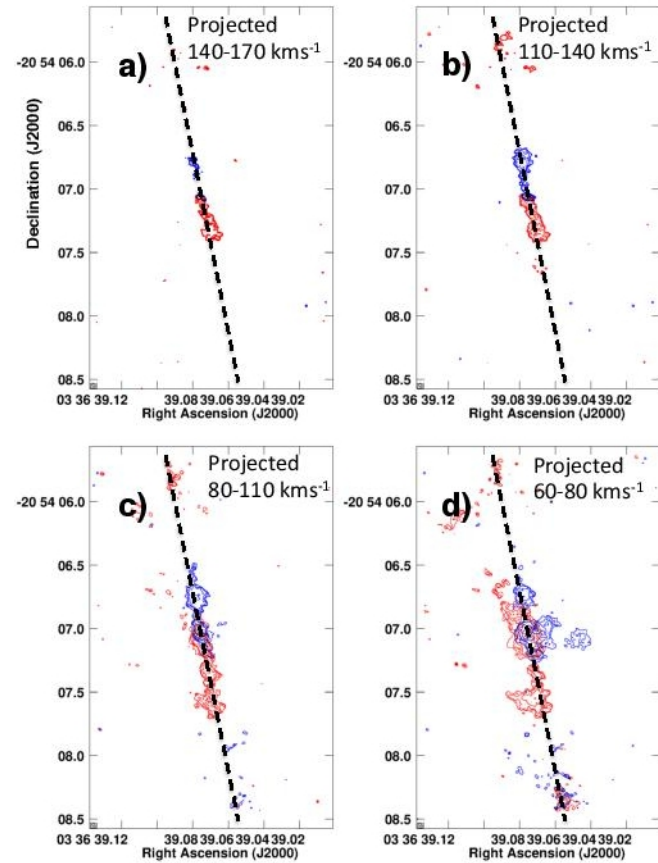 Projected
140-170 kms⁻¹
a)
-20 54 06.0
06.5
07.0
07.5
08.0
08.5
Declination (J2000)
03 36 39.12 39.08 39.06 39.04 39.02
Right Ascension (J2000)
Projected
110-140 kms⁻¹
b)
-20 54 06.0
06.5
07.0
07.5
08.0
08.5
03 36 39.12 39.08 39.06 39.04 39.02
Right Ascension (J2000)
Projected
80-110 kms⁻¹
c)
-20 54 06.0
06.5
07.0
07.5
08.0
08.5
03 36 39.12 39.08 39.06 39.04 39.02
Right Ascension (J2000)
Projected
60-80 kms⁻¹
d)
-20 54 06.0
06.5
07.0
07.5
08.0
08.5
03 36 39.12 39.08 39.06 39.04 39.02
Right Ascension (J2000)